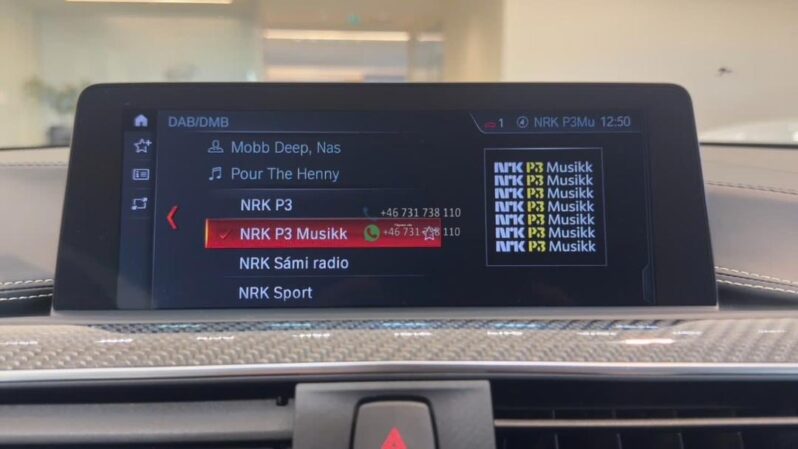 DAB/DMB
1 NRK P3Mu 12:50
Mobb Deep, Nas
Pour The Henny
NRK P3
+46 731 738 110
NRK P3 Musikk
+46 731 738 110
NRK Sámi radio
NRK Sport
NRK P3 Musikk
NRK P3 Musikk
NRK P3 Musikk
NRK P3 Musikk
NRK P3 Musikk
NRK P3 Musikk
NRK P3 Musikk